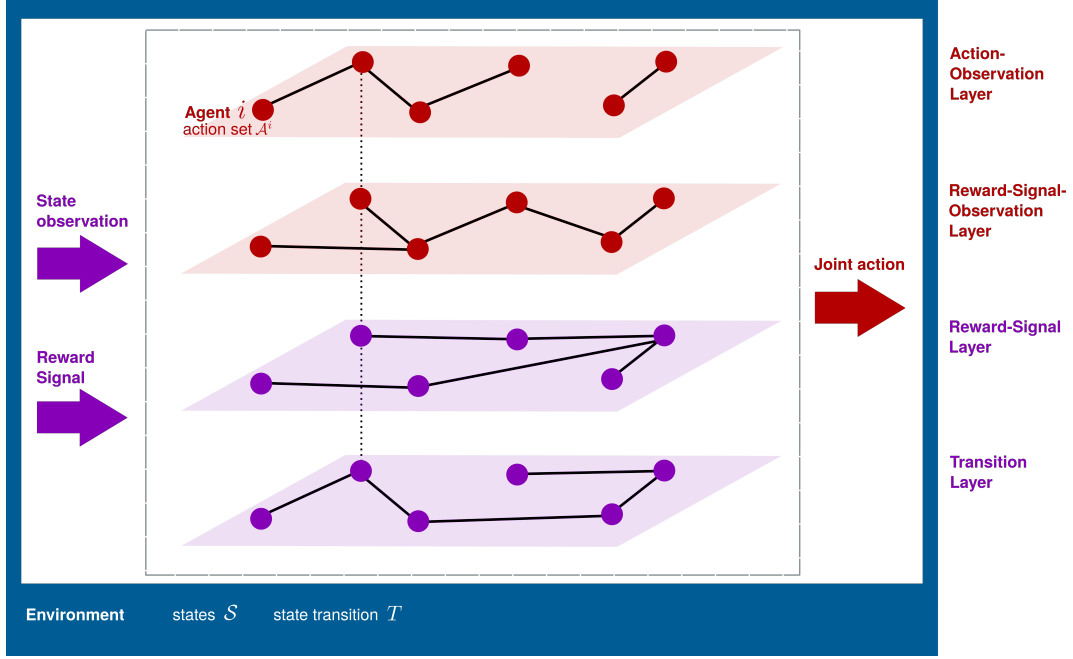 Action-
Observation
Layer
Agent i
action set 𝒜ⁱ
State
observation
Reward-Signal-
Observation
Layer
Joint action
Reward-Signal
Layer
Reward
Signal
Transition
Layer
Environment states 𝒮 state transition T